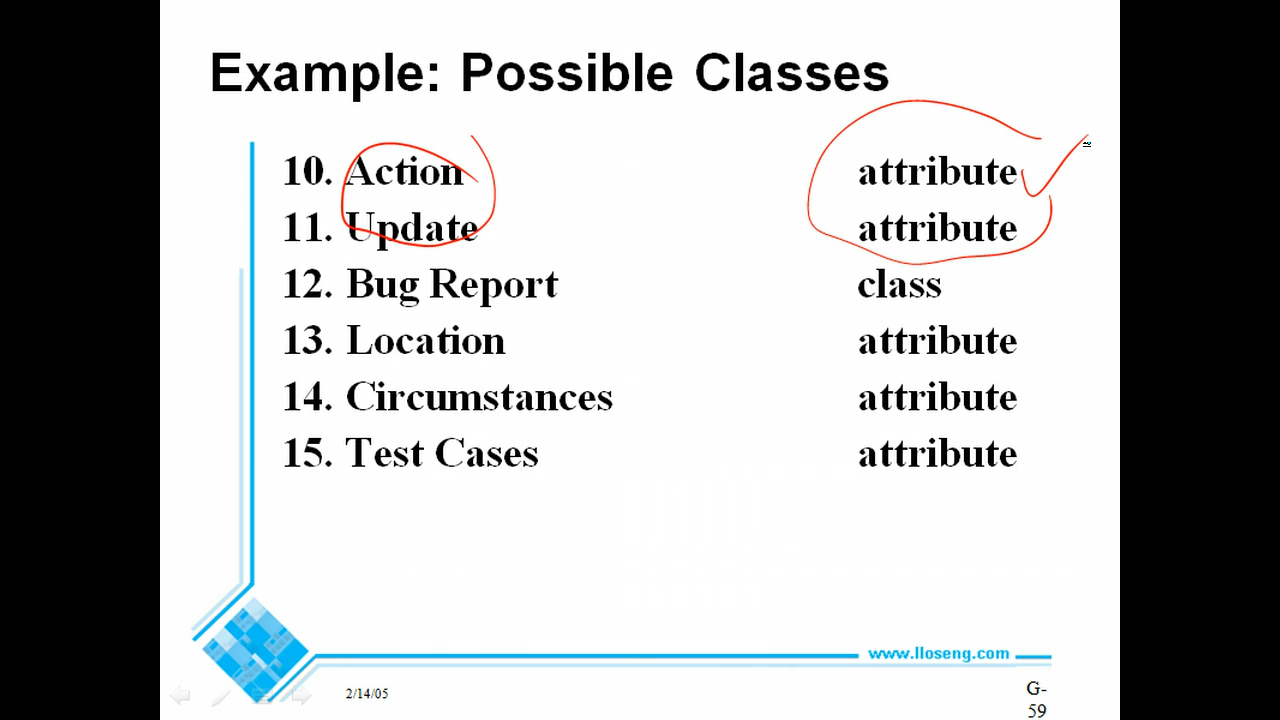 Example: Possible Classes
10. Action attribute
11. Update attribute
12. Bug Report class
13. Location attribute
14. Circumstances attribute
15. Test Cases attribute
www.lloseng.com
2/14/05
G-
59